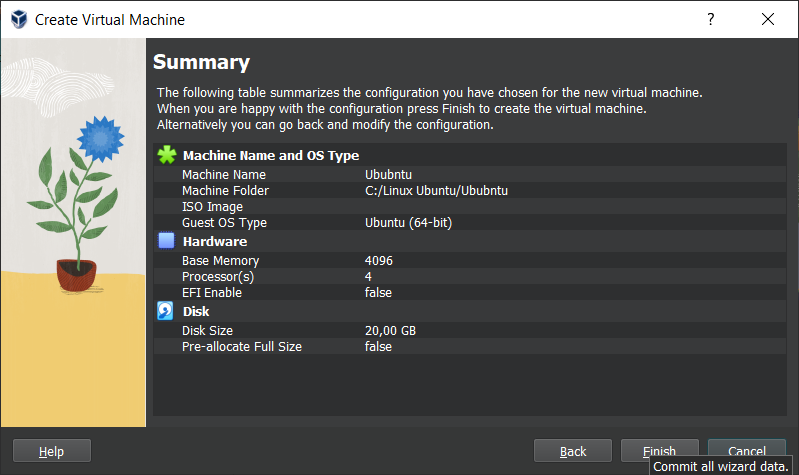 Create Virtual Machine
?
Summary
The following table summarizes the configuration you have chosen for the new virtual machine.
When you are happy with the configuration press Finish to create the virtual machine.
Alternatively you can go back and modify the configuration.
Machine Name and OS Type
Machine Name Ububntu
Machine Folder C:/Linux Ubuntu/Ububntu
ISO Image
Guest OS Type Ubuntu (64-bit)
Hardware
Base Memory 4096
Processor(s) 4
EFI Enable false
Disk
Disk Size 20,00 GB
Pre-allocate Full Size false
Help Back Finish Cancel
Commit all wizard data.